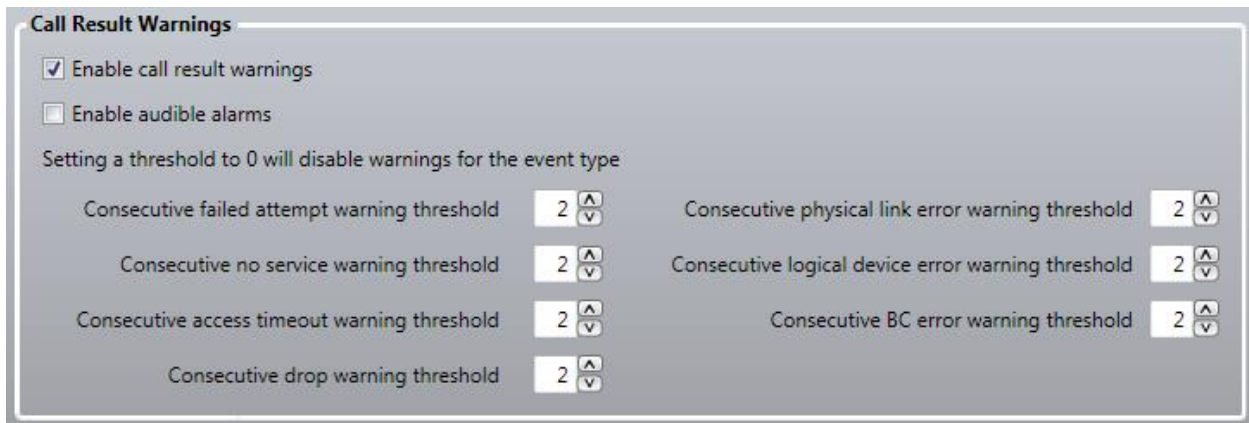 Call Result Warnings
Enable call result warnings
Enable audible alarms
Setting a threshold to 0 will disable warnings for the event type
Consecutive failed attempt warning threshold 2
Consecutive physical link error warning threshold 2
Consecutive no service warning threshold 2
Consecutive logical device error warning threshold 2
Consecutive access timeout warning threshold 2
Consecutive BC error warning threshold 2
Consecutive drop warning threshold 2